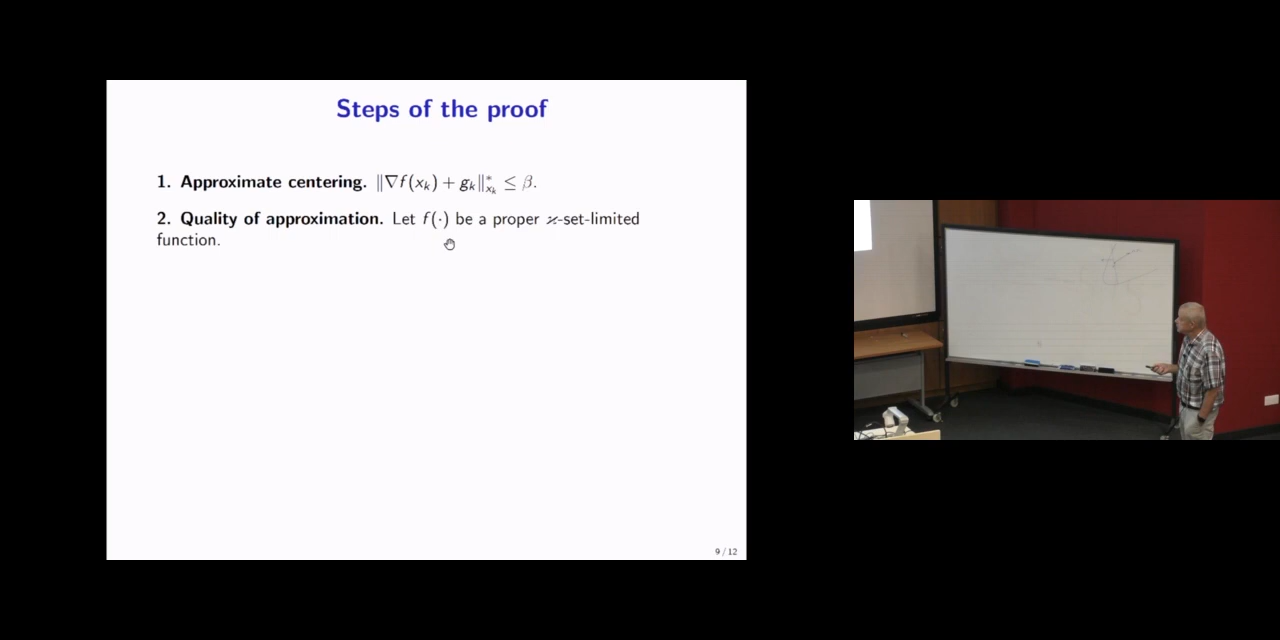 Steps of the proof
1. Approximate centering. ‖∇f(x_k) + g_k‖*_{x_k} ≤ β.
2. Quality of approximation. Let f(·) be a proper ϰ-set-limited
function.
9 / 12